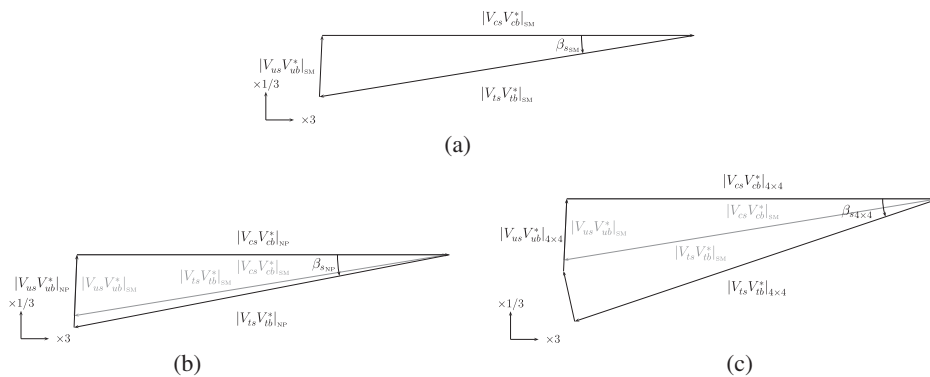 |V_{cs}V_{cb}^*|_{SM}
β_{s_{SM}}
|V_{us}V_{ub}^*|_{SM}
×1/3
|V_{ts}V_{tb}^*|_{SM}
×3
(a)
|V_{cs}V_{cb}^*|_{NP}
β_{s_{NP}}
|V_{cs}V_{cb}^*|_{SM}
|V_{ts}V_{tb}^*|_{SM}
|V_{us}V_{ub}^*|_{NP}
|V_{us}V_{ub}^*|_{SM}
×1/3
|V_{ts}V_{tb}^*|_{NP}
×3
(b)
|V_{cs}V_{cb}^*|_{4×4}
|V_{cs}V_{cb}^*|_{SM}
β_{s_{4×4}}
|V_{us}V_{ub}^*|_{4×4}
|V_{us}V_{ub}^*|_{SM}
|V_{ts}V_{tb}^*|_{SM}
|V_{ts}V_{tb}^*|_{4×4}
×1/3
×3
(c)